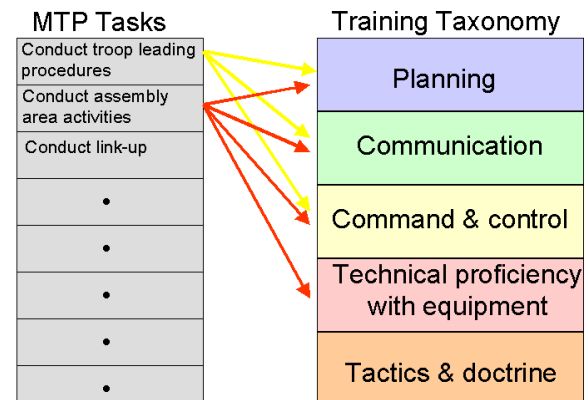 MTP Tasks
Conduct troop leading
procedures
Conduct assembly
area activities
Conduct link-up
•
•
•
•
•
Training Taxonomy
Planning
Communication
Command & control
Technical proficiency
with equipment
Tactics & doctrine